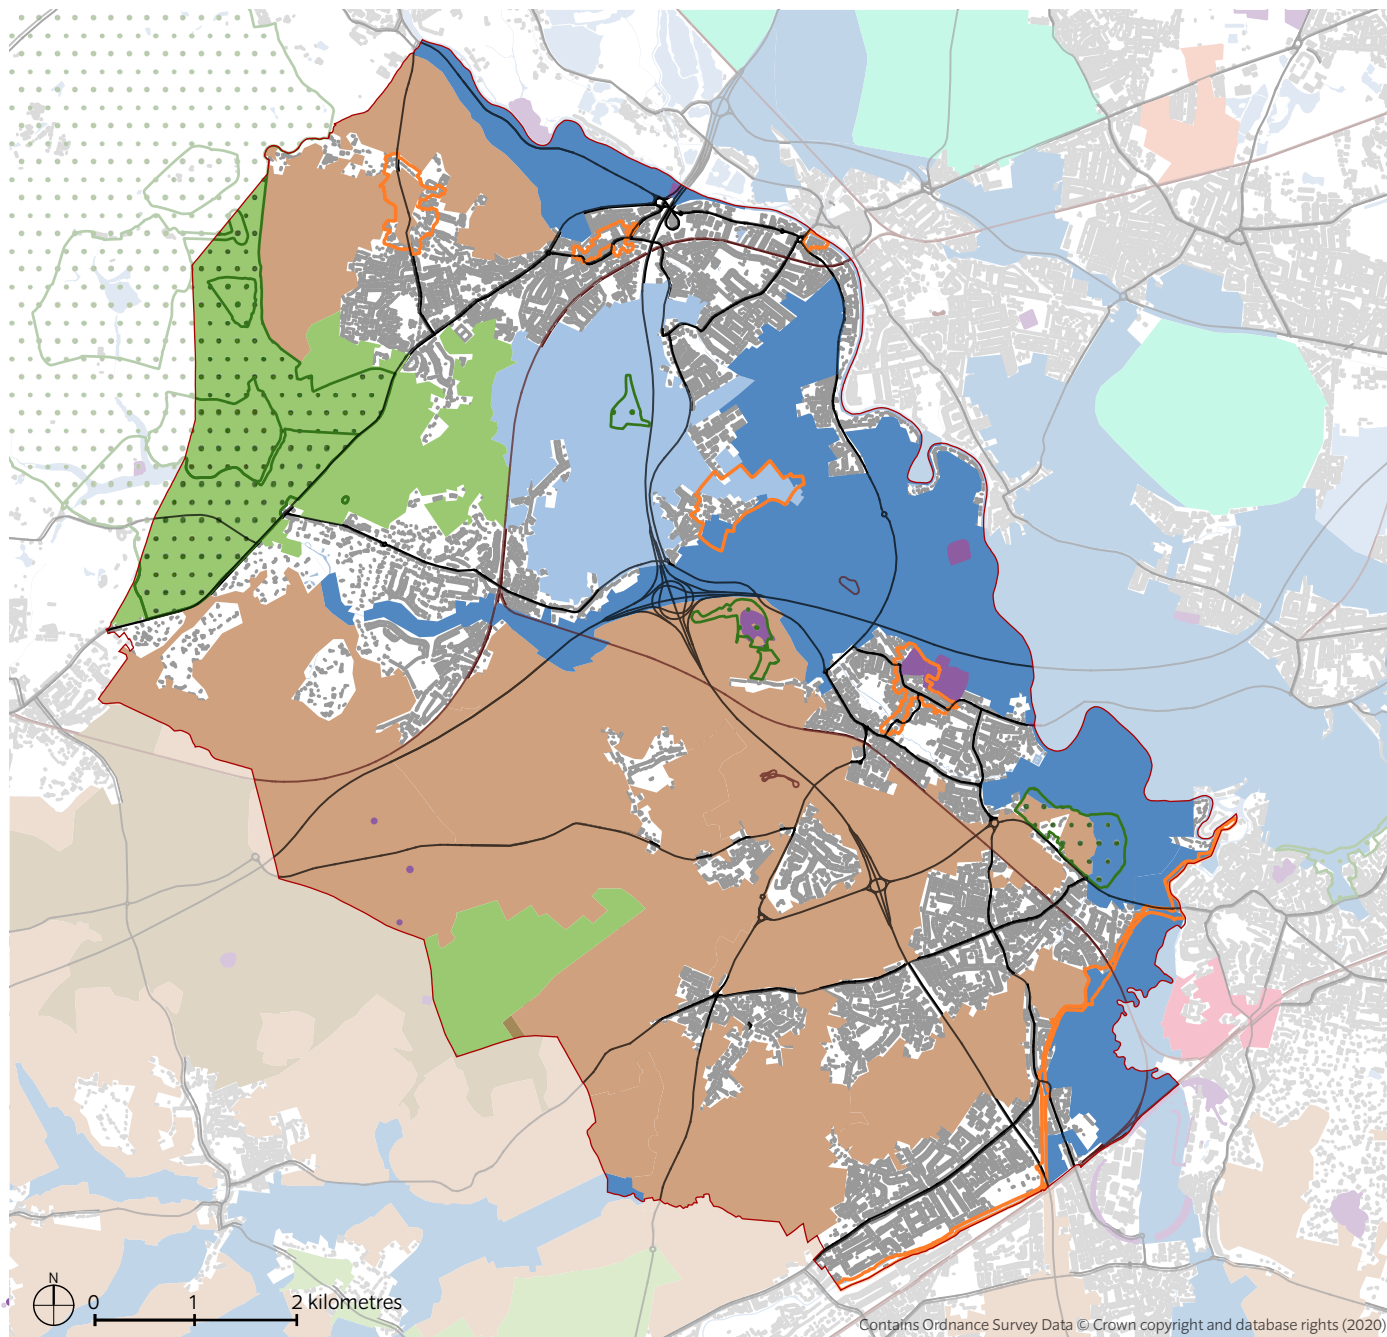 N
0 1 2 kilometres
Contains Ordnance Survey Data © Crown copyright and database rights (2020)